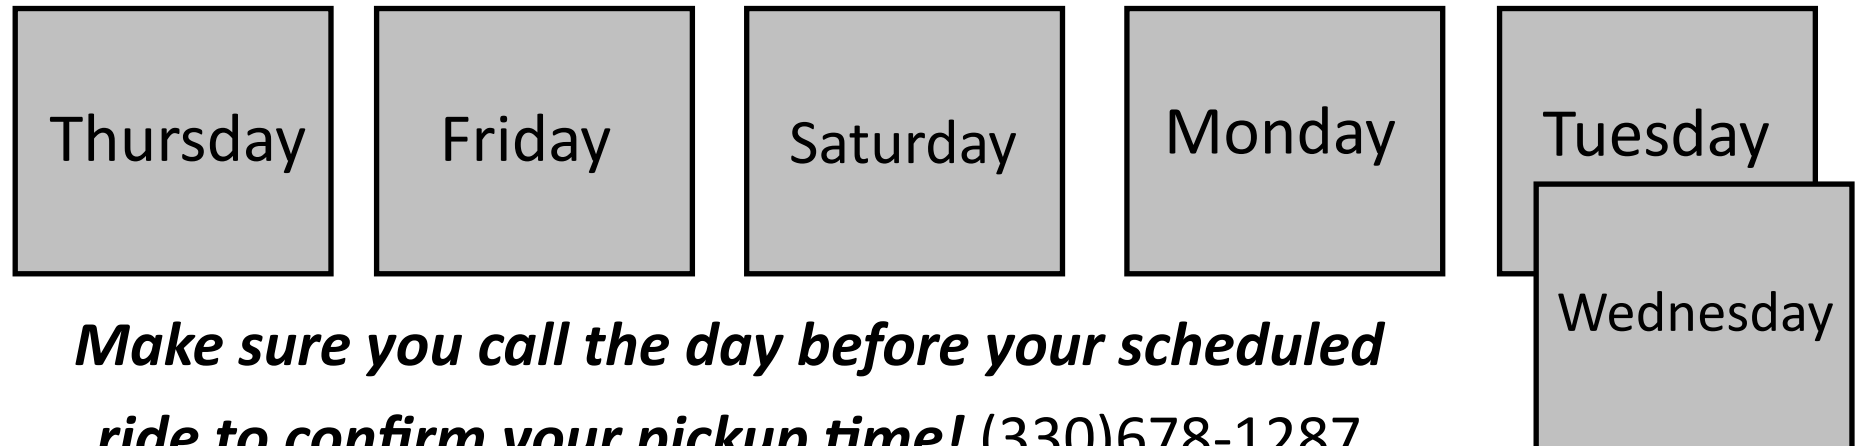 Thursday
Friday
Saturday
Monday
Tuesday
Wednesday
Make sure you call the day before your scheduled
ride to confirm your pickup time! (330)678-1287